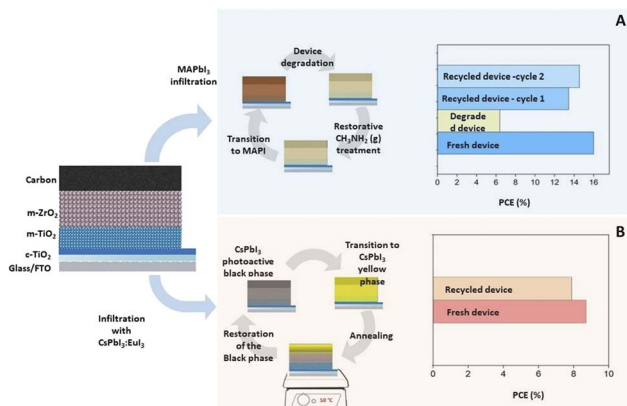 A
MAPbI3
infiltration
Device
degradation
Transition
to MAPI
Restorative
CH3NH2 (g)
treatment
Recycled device -cycle 2
Recycled device - cycle 1
Degrade
d device
Fresh device
0 2 4 6 8 10 12 14 16
PCE (%)
Carbon
m-ZrO2
m-TiO2
c-TiO2
Glass/FTO
Infiltration
with
CsPbI3:EuI3
B
CsPbI3
photoactive
black phase
Transition to
CsPbI3
yellow
phase
Restoration
of the
Black phase
Annealing
50 °C
Recycled device
Fresh device
0 2 4 6 8 10
PCE (%)